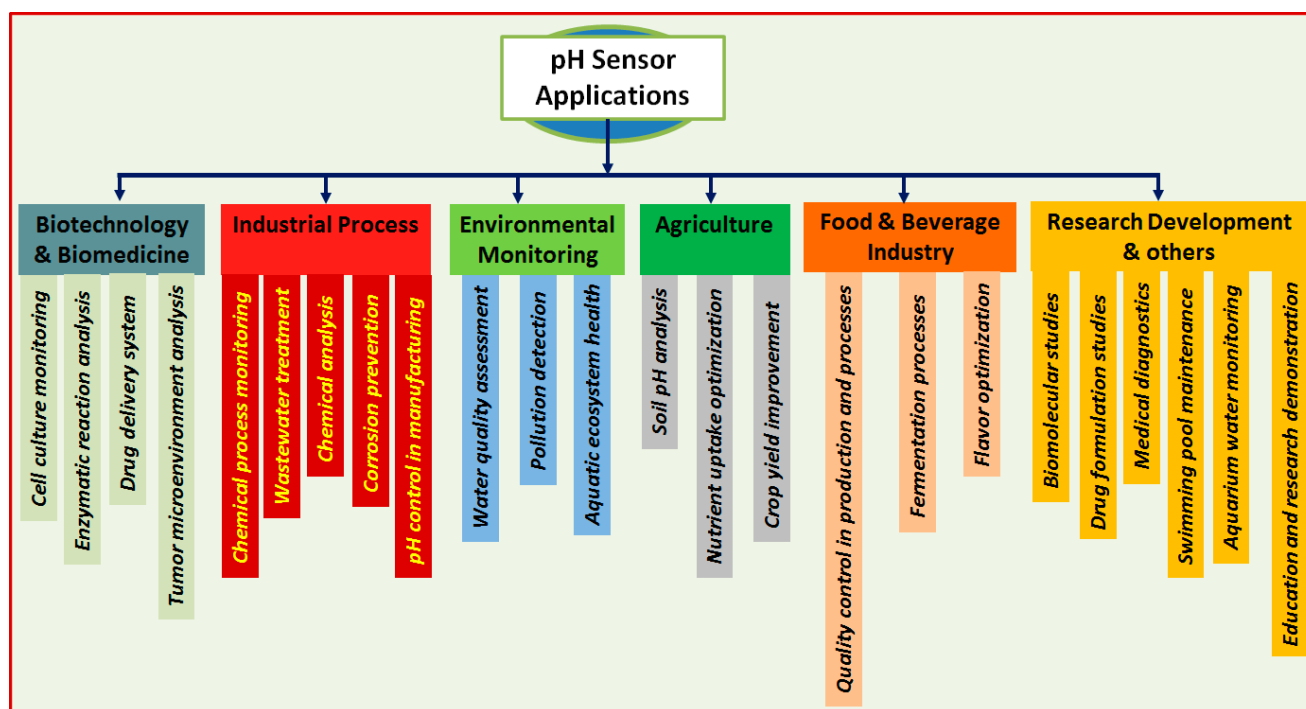 pH Sensor
Applications
Biotechnology
& Biomedicine
Cell culture monitoring
Enzymatic reaction analysis
Drug delivery system
Tumor microenvironment analysis
Industrial Process
Chemical process monitoring
Wastewater treatment
Chemical analysis
Corrosion prevention
pH control in manufacturing
Environmental
Monitoring
Water quality assessment
Pollution detection
Aquatic ecosystem health
Agriculture
Soil pH analysis
Nutrient uptake optimization
Crop yield improvement
Food & Beverage
Industry
Quality control in production and processes
Fermentation processes
Flavor optimization
Research Development
& others
Biomolecular studies
Drug formulation studies
Medical diagnostics
Swimming pool maintenance
Aquarium water monitoring
Education and research demonstration